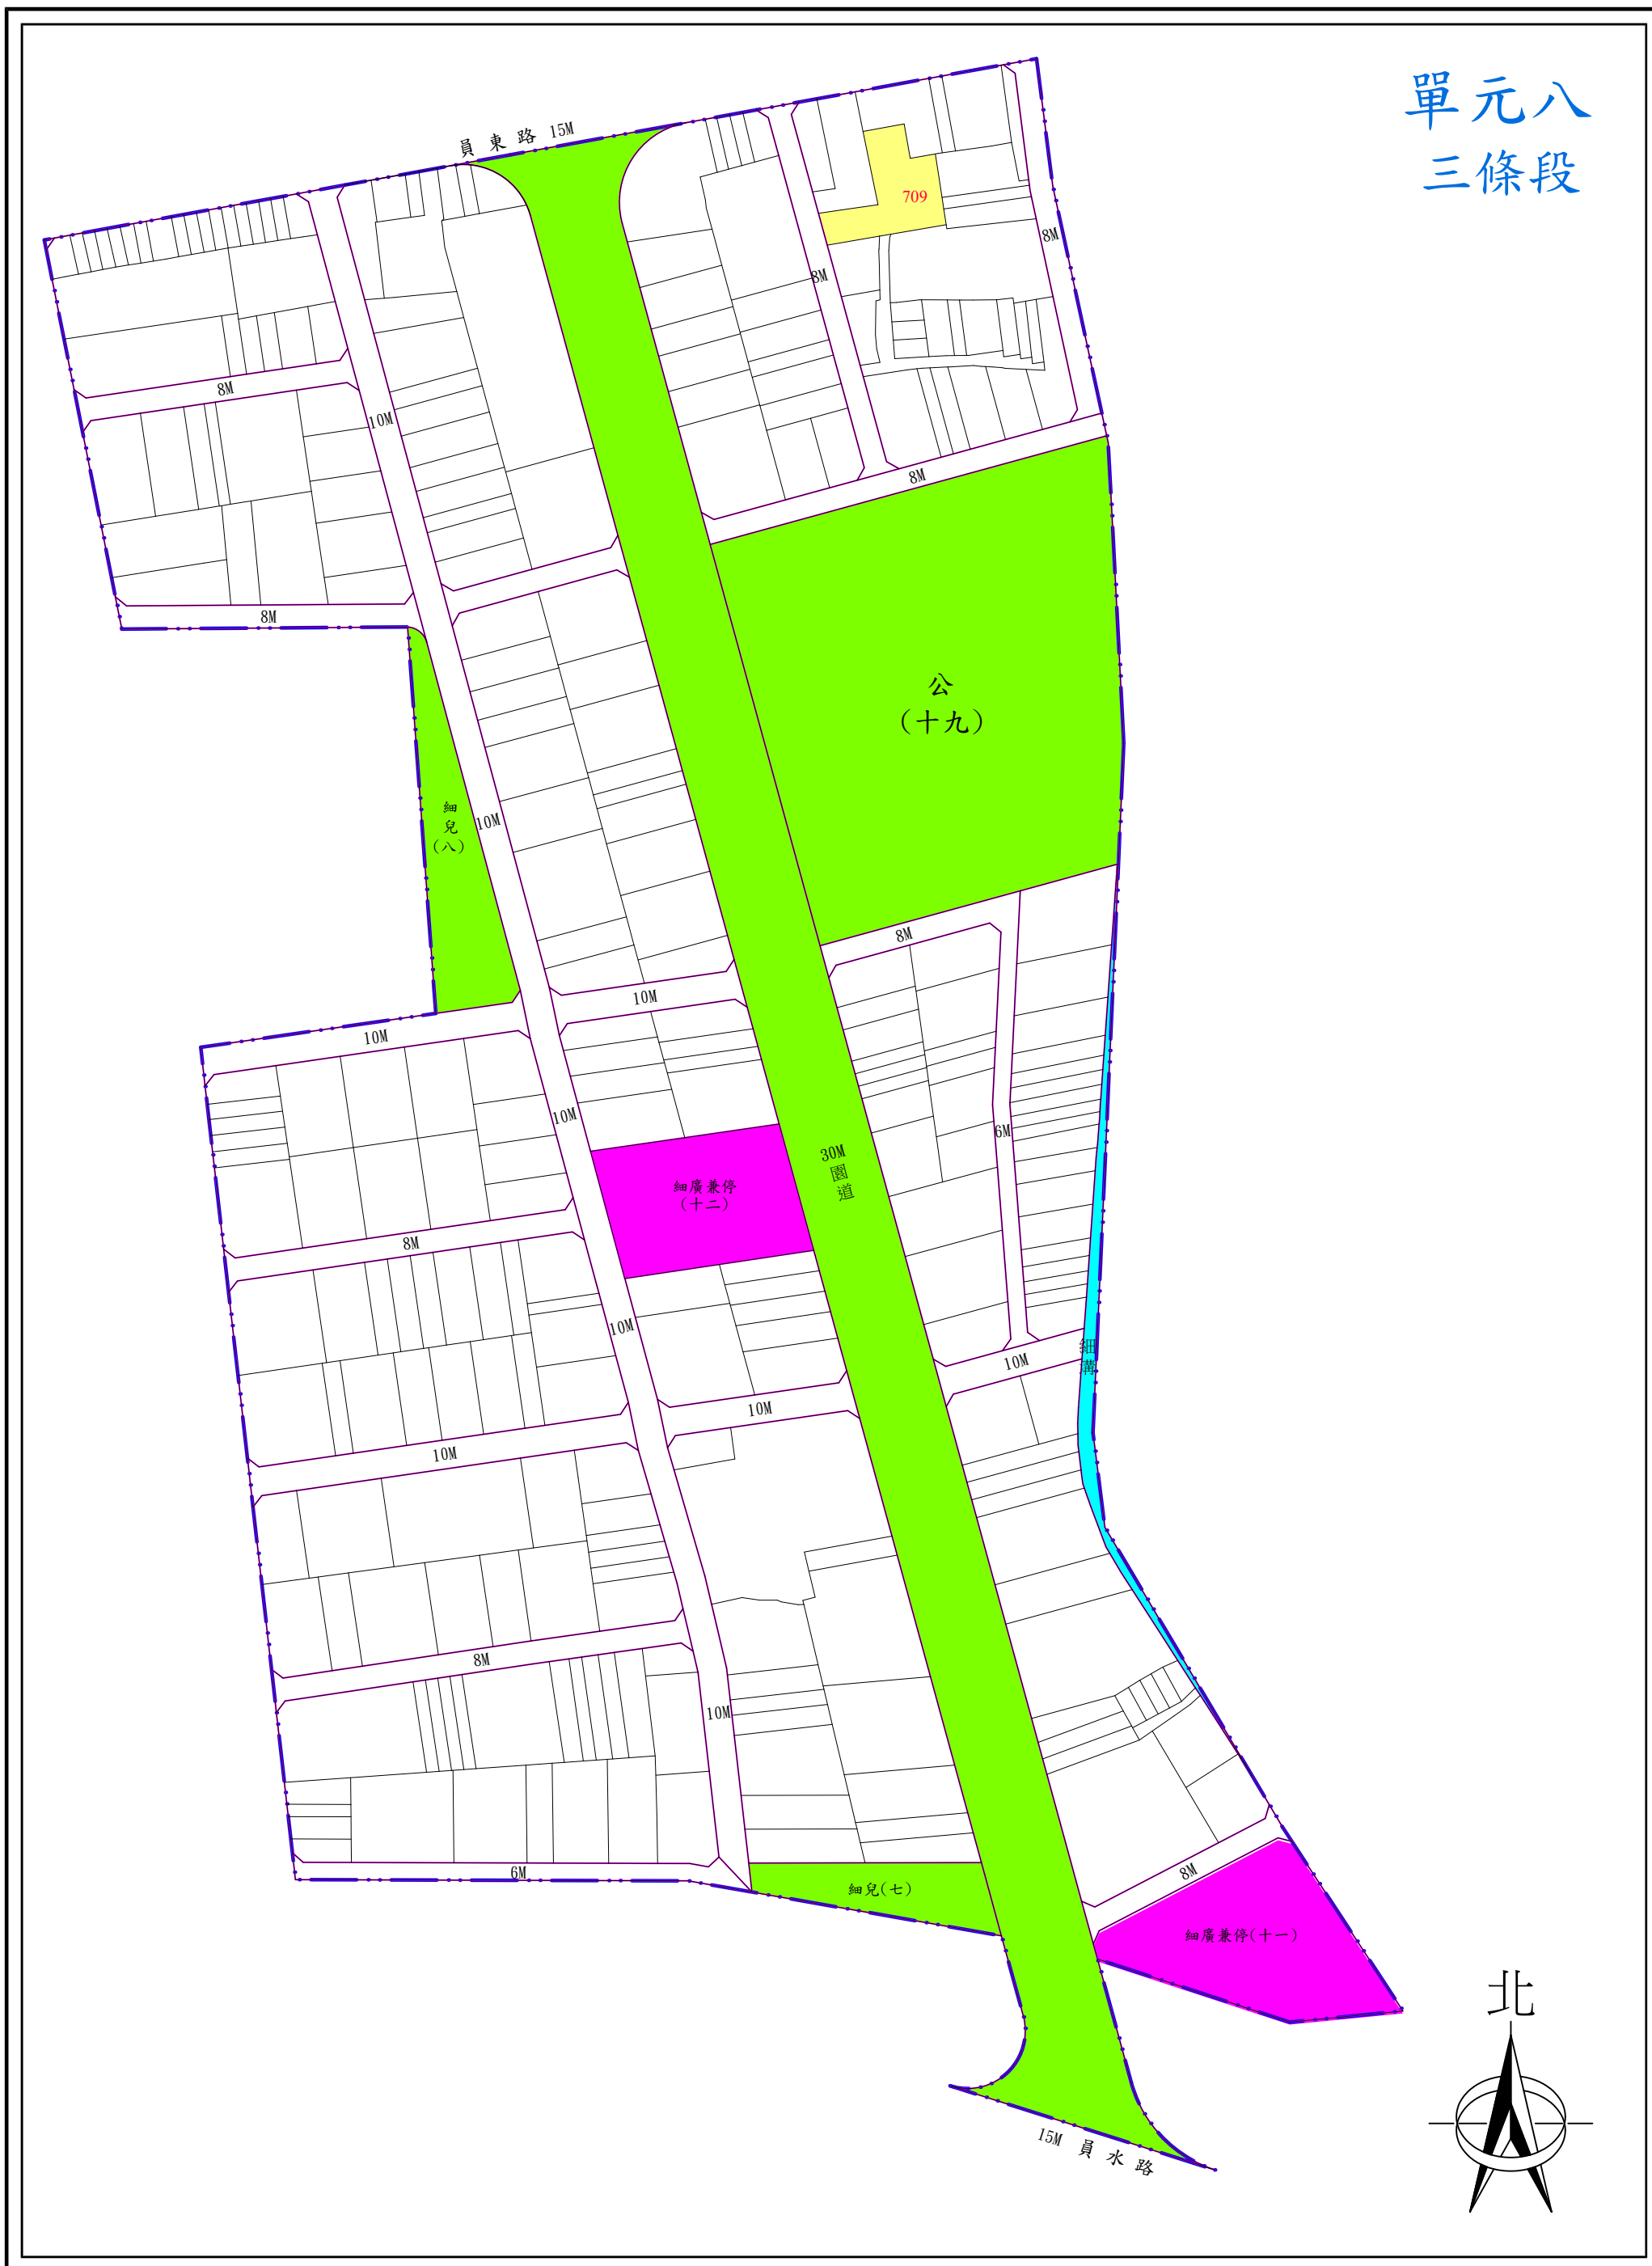 單元八
三條段
員東路 15M
709
8M
8M
8M
10M
8M
8M
公
(十九)
細
兒
(八)
10M
8M
10M
10M
10M
6M
30M
園
道
細廣兼停
(十二)
8M
10M
細
溝
10M
10M
10M
8M
10M
6M
細兒(七)
8M
細廣兼停(十一)
北
15M 員水路